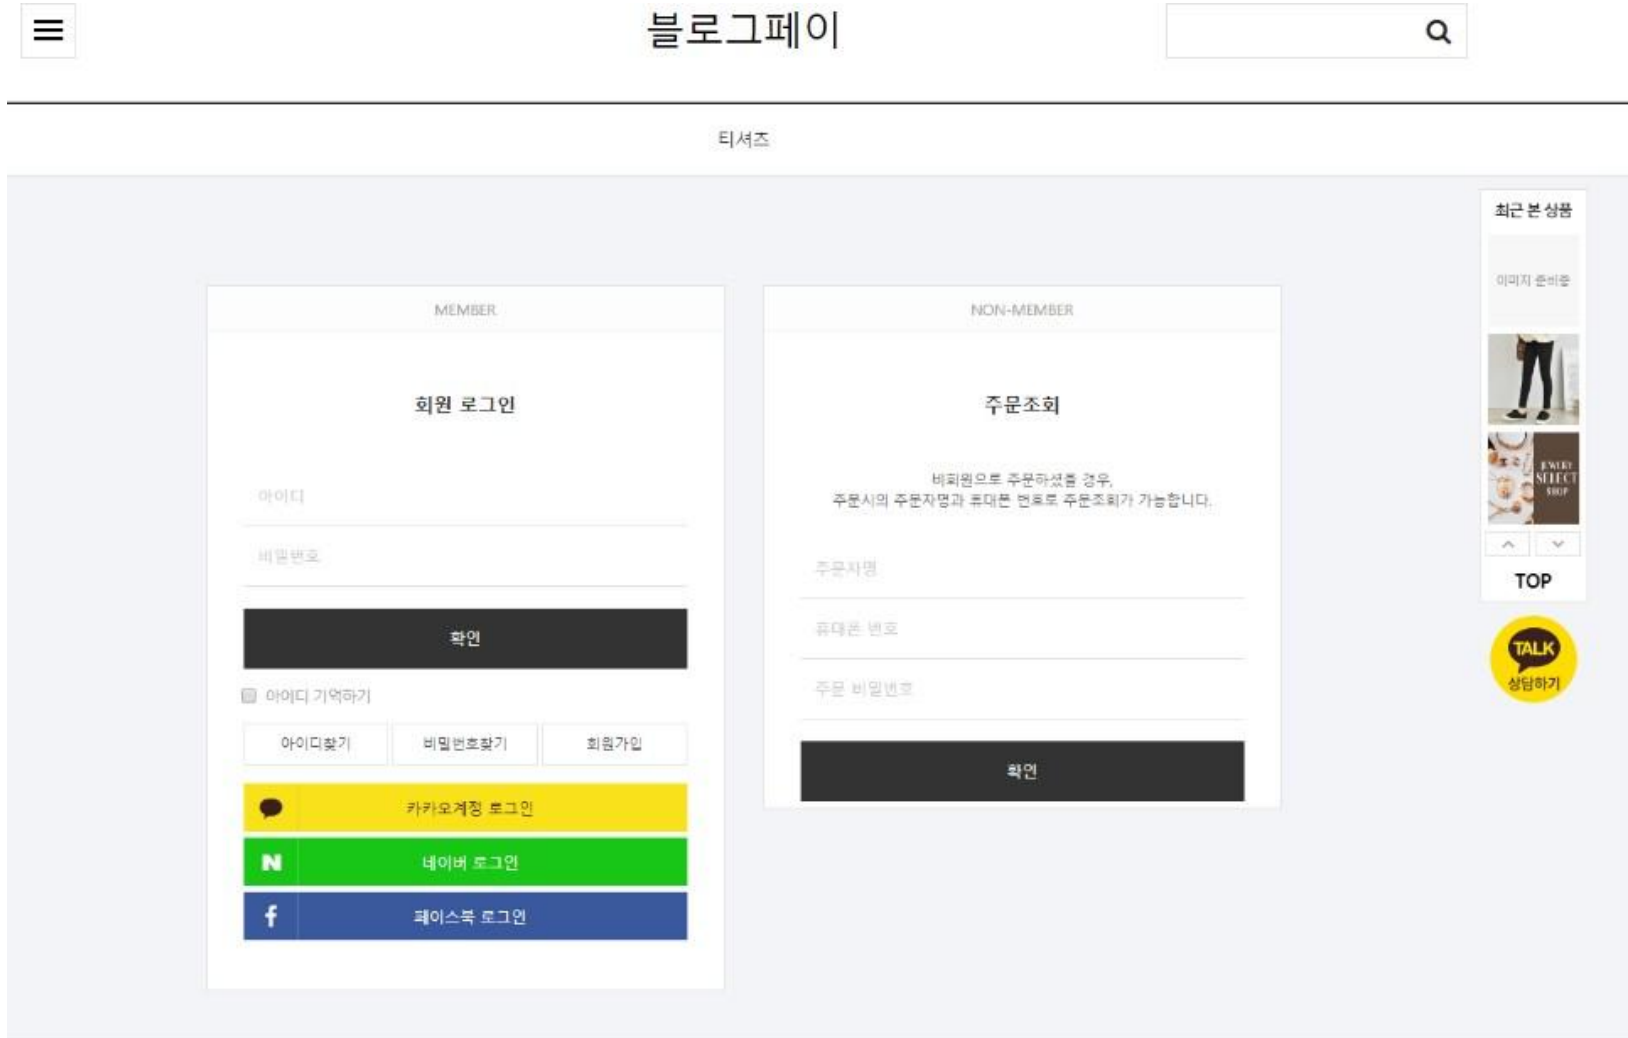 블로그페이
티셔츠
최근 본 상품
이미지 준비중
JEWLRY
SELECT
SHOP
TOP
TALK
상담하기
MEMBER
회원 로그인
아이디
비밀번호
확인
아이디 기억하기
아이디찾기
비밀번호찾기
회원가입
카카오계정 로그인
N
네이버 로그인
f
페이스북 로그인
NON-MEMBER
주문조회
비회원으로 주문하셨을 경우,
주문시의 주문자명과 휴대폰 번호로 주문조회가 가능합니다.
주문자명
휴대폰 번호
주문 비밀번호
확인